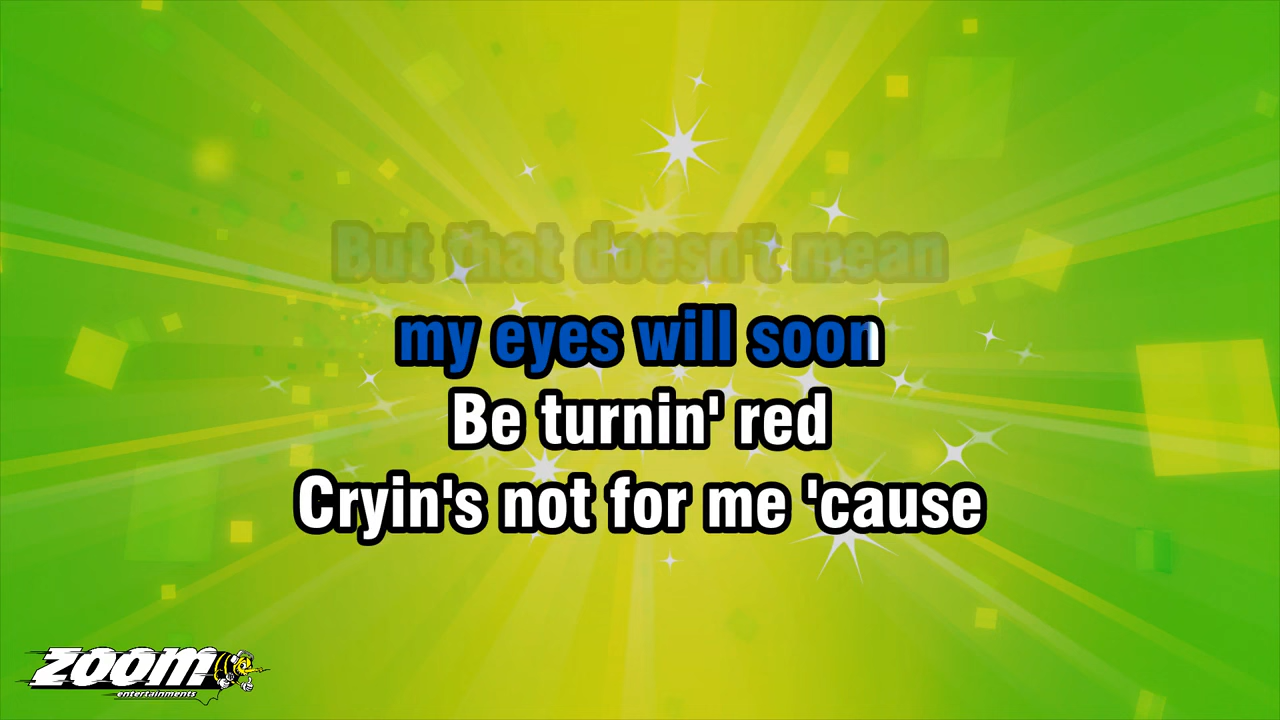 But that doesn't mean
my eyes will soon
Be turnin' red
Cryin's not for me 'cause
zoom
entertainments